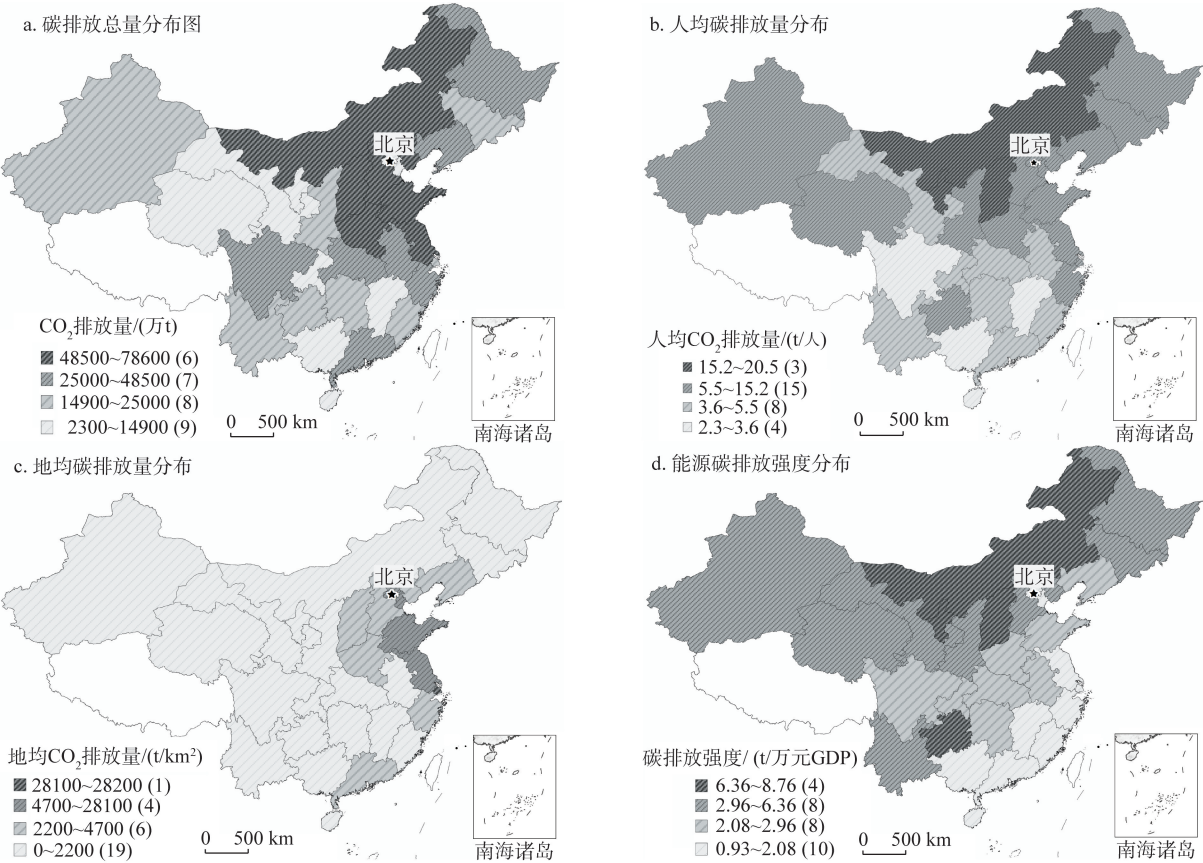 a. 碳排放总量分布图
北京
CO₂排放量/(万t)
48500~78600 (6)
25000~48500 (7)
14900~25000 (8)
2300~14900 (9)
0 500 km
南海诸岛
b. 人均碳排放量分布
北京
人均CO₂排放量/(t/人)
15.2~20.5 (3)
5.5~15.2 (15)
3.6~5.5 (8)
2.3~3.6 (4)
0 500 km
南海诸岛
c. 地均碳排放量分布
北京
地均CO₂排放量/(t/km²)
28100~28200 (1)
4700~28100 (4)
2200~4700 (6)
0~2200 (19)
0 500 km
南海诸岛
d. 能源碳排放强度分布
北京
碳排放强度/ (t/万元GDP)
6.36~8.76 (4)
2.96~6.36 (8)
2.08~2.96 (8)
0.93~2.08 (10)
0 500 km
南海诸岛